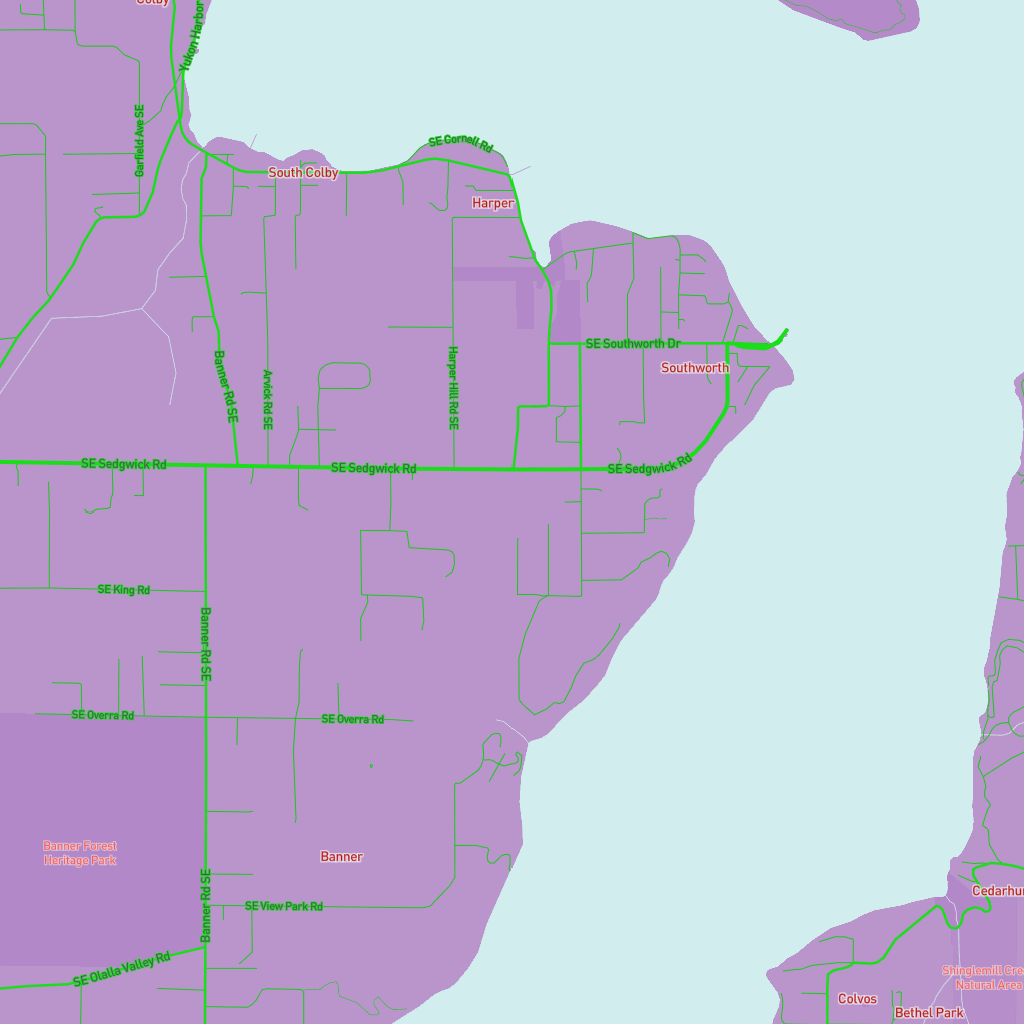 Colby
Yukon Harbor
Garfield Ave SE
SE Cornell Rd
South Colby
Harper
SE Southworth Dr
Southworth
Banner Rd SE
Arvick Rd SE
Harper Hill Rd SE
SE Sedgwick Rd
SE Sedgwick Rd
SE Sedgwick Rd
SE King Rd
Banner Rd SE
SE Overra Rd
SE Overra Rd
Banner Forest
Heritage Park
Banner
Banner Rd SE
SE View Park Rd
SE Olalla Valley Rd
Cedarhur
Shinglemill Cre
Natural Area
Colvos
Bethel Park